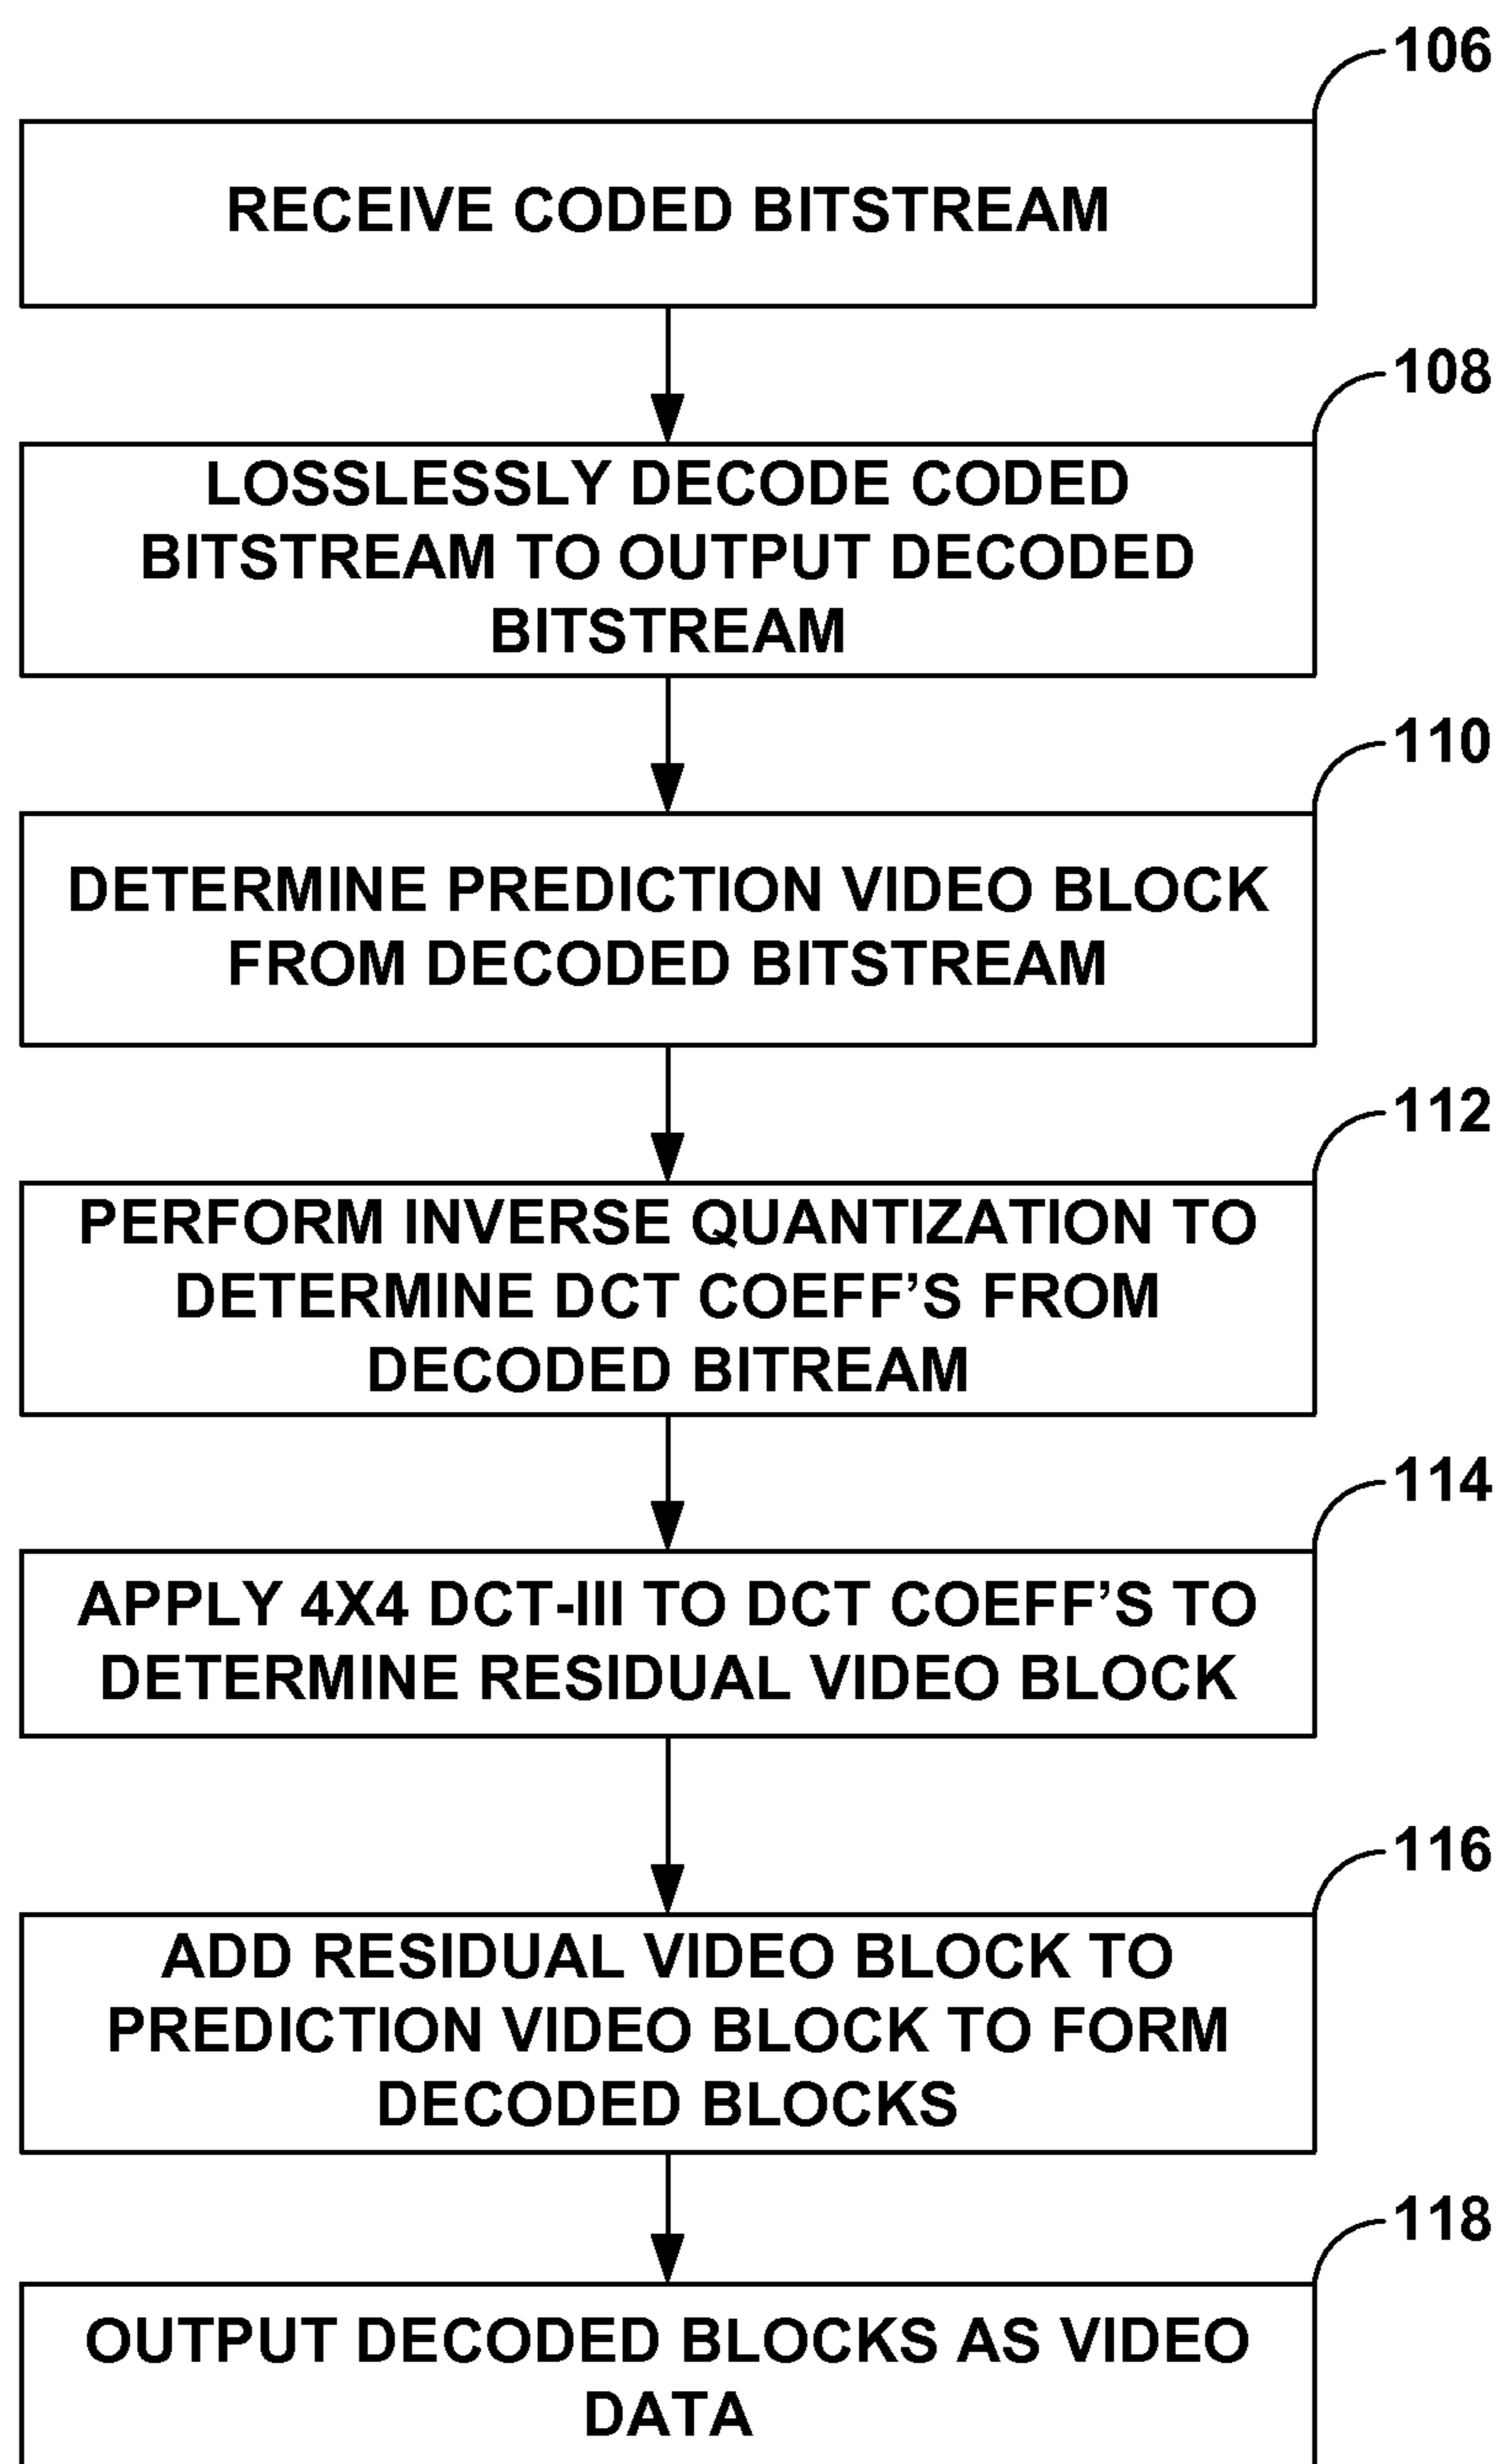 106
RECEIVE CODED BITSTREAM
108
LOSSLESSLY DECODE CODED
BITSTREAM TO OUTPUT DECODED
BITSTREAM
110
DETERMINE PREDICTION VIDEO BLOCK
FROM DECODED BITSTREAM
112
PERFORM INVERSE QUANTIZATION TO
DETERMINE DCT COEFF'S FROM
DECODED BITREAM
114
APPLY 4X4 DCT-III TO DCT COEFF'S TO
DETERMINE RESIDUAL VIDEO BLOCK
116
ADD RESIDUAL VIDEO BLOCK TO
PREDICTION VIDEO BLOCK TO FORM
DECODED BLOCKS
118
OUTPUT DECODED BLOCKS AS VIDEO
DATA